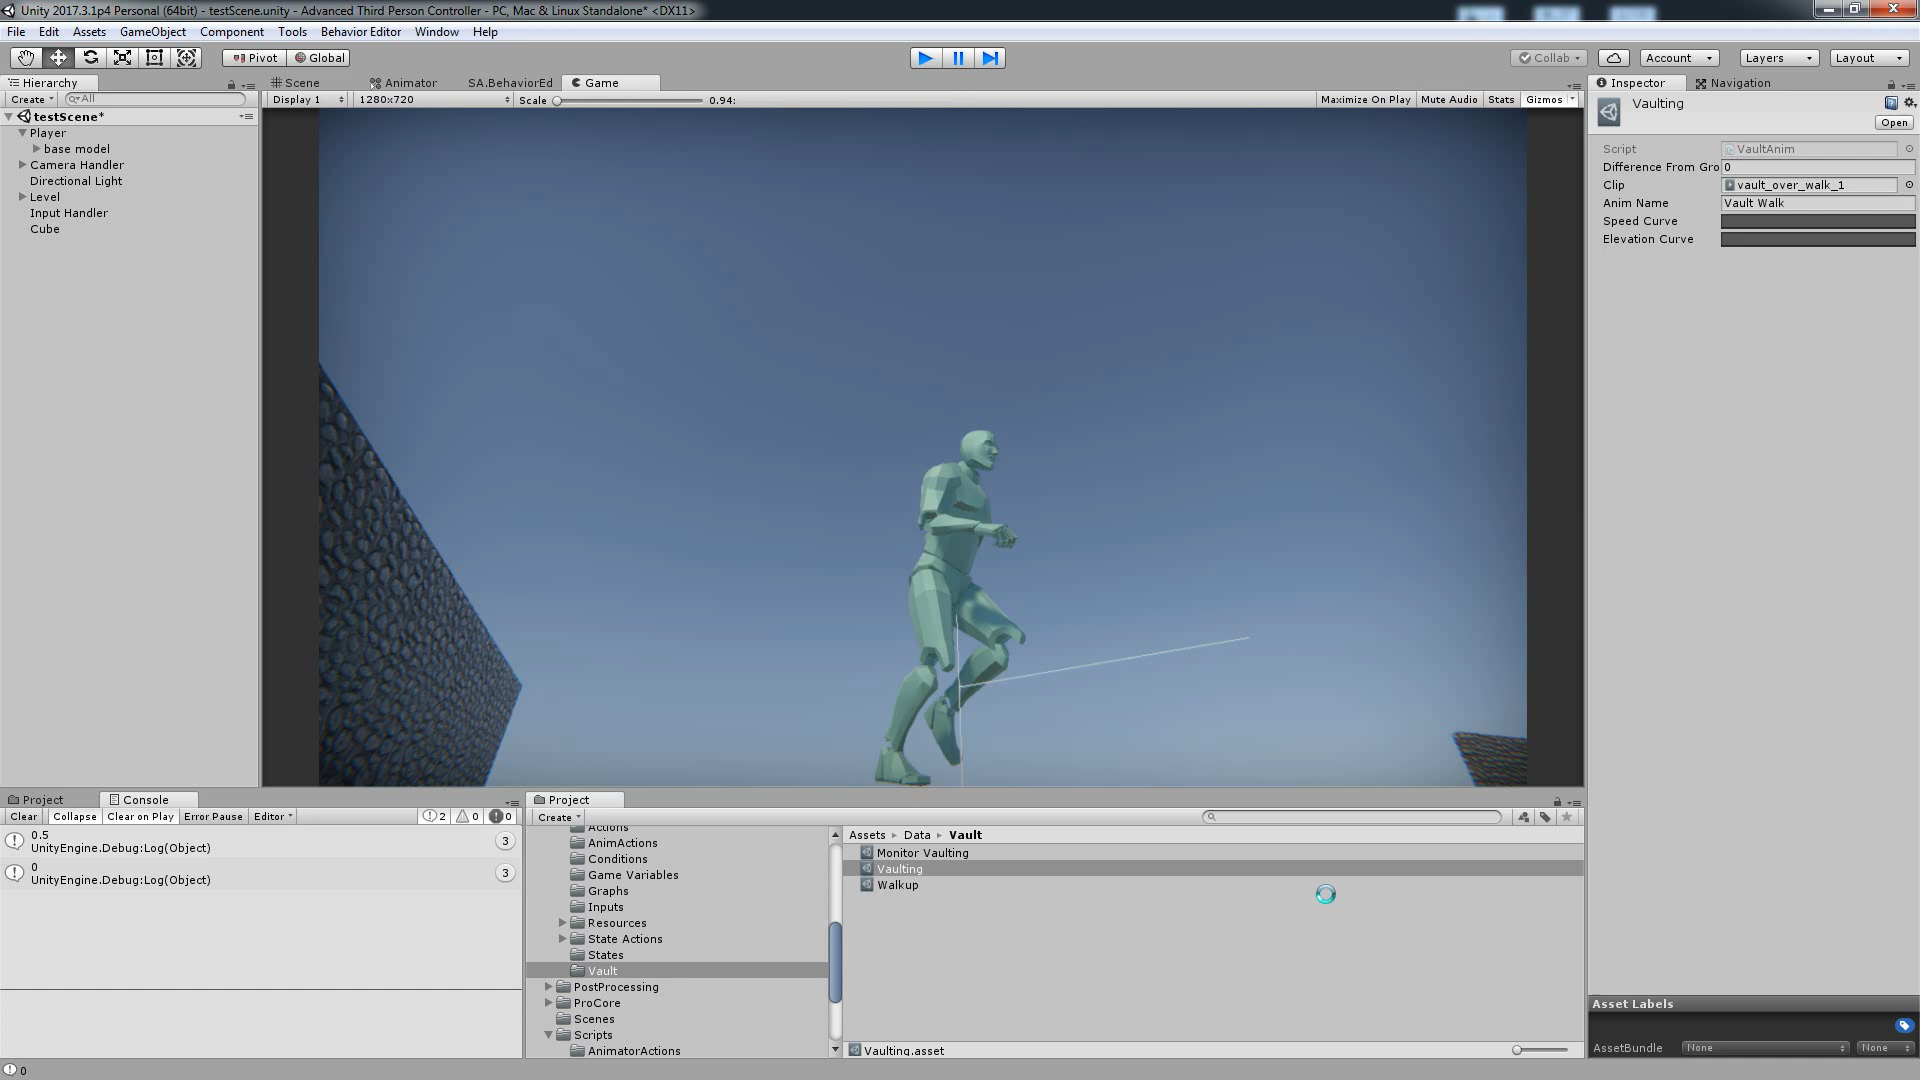 Unity 2017.3.1p4 Personal (64bit) - testScene.unity - Advanced Third Person Controller - PC, Mac & Linux Standalone* <DX11>
File Edit Assets GameObject Component Tools Behavior Editor Window Help
Pivot Global Collab Account Layers Layout
Hierarchy Scene Animator SA.BehaviorEd Game Inspector Navigation
Create All Display 1 1280x720 Scale 0.94: Maximize On Play Mute Audio Stats Gizmos
testScene*
Player
base model
Camera Handler
Directional Light
Level
Input Handler
Cube
Vaulting
Open
Script VaultAnim
Difference From Gro 0
Clip vault_over_walk_1
Anim Name Vault Walk
Speed Curve
Elevation Curve
Project Console
Clear Collapse Clear on Play Error Pause Editor 2 0 0
0.5
UnityEngine.Debug:Log(Object) 3
0
UnityEngine.Debug:Log(Object) 3
Project
Create
Actions
AnimActions
Conditions
Game Variables
Graphs
Inputs
Resources
State Actions
States
Vault
PostProcessing
ProCore
Scenes
Scripts
AnimatorActions
Assets Data Vault
Monitor Vaulting
Vaulting
Walkup
Vaulting.asset
Asset Labels
AssetBundle None None
0